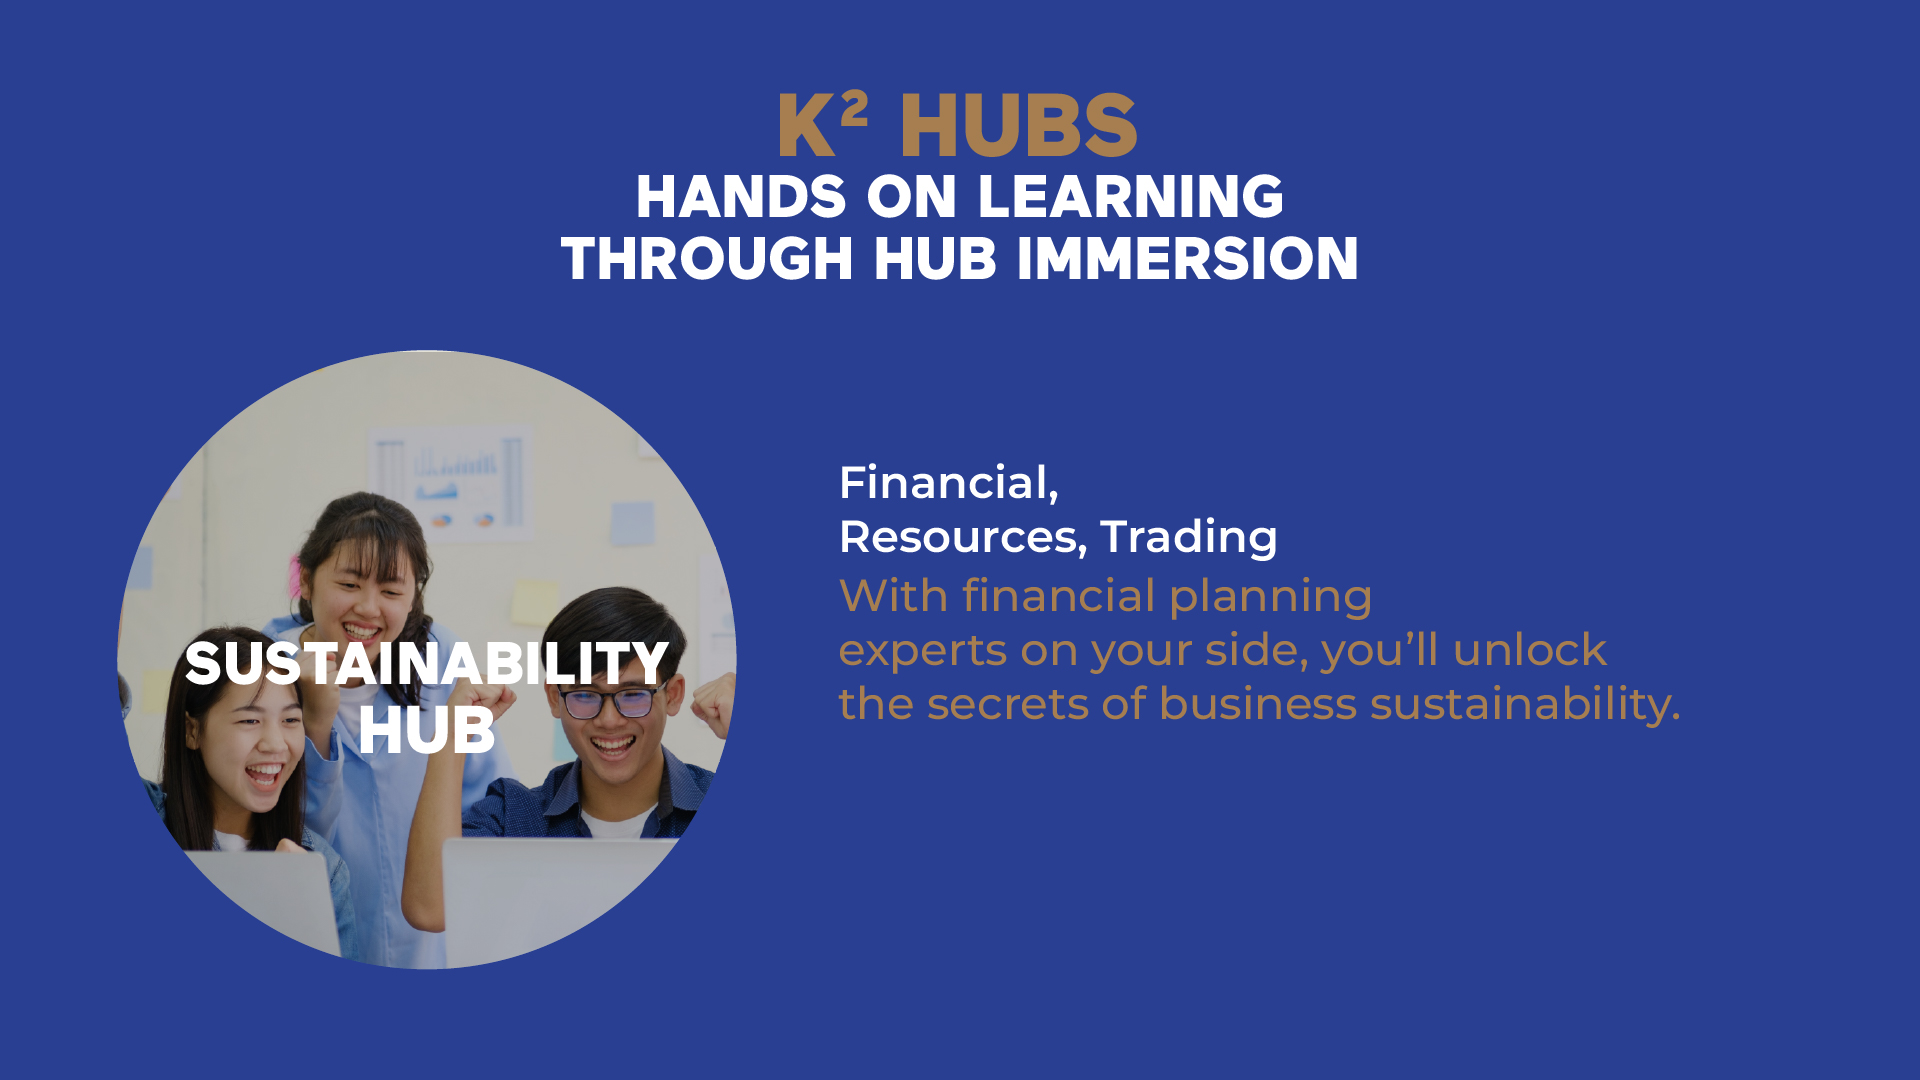 K² HUBS
HANDS ON LEARNING
THROUGH HUB IMMERSION
SUSTAINABILITY
HUB
Financial,
Resources, Trading
With financial planning
experts on your side, you’ll unlock
the secrets of business sustainability.